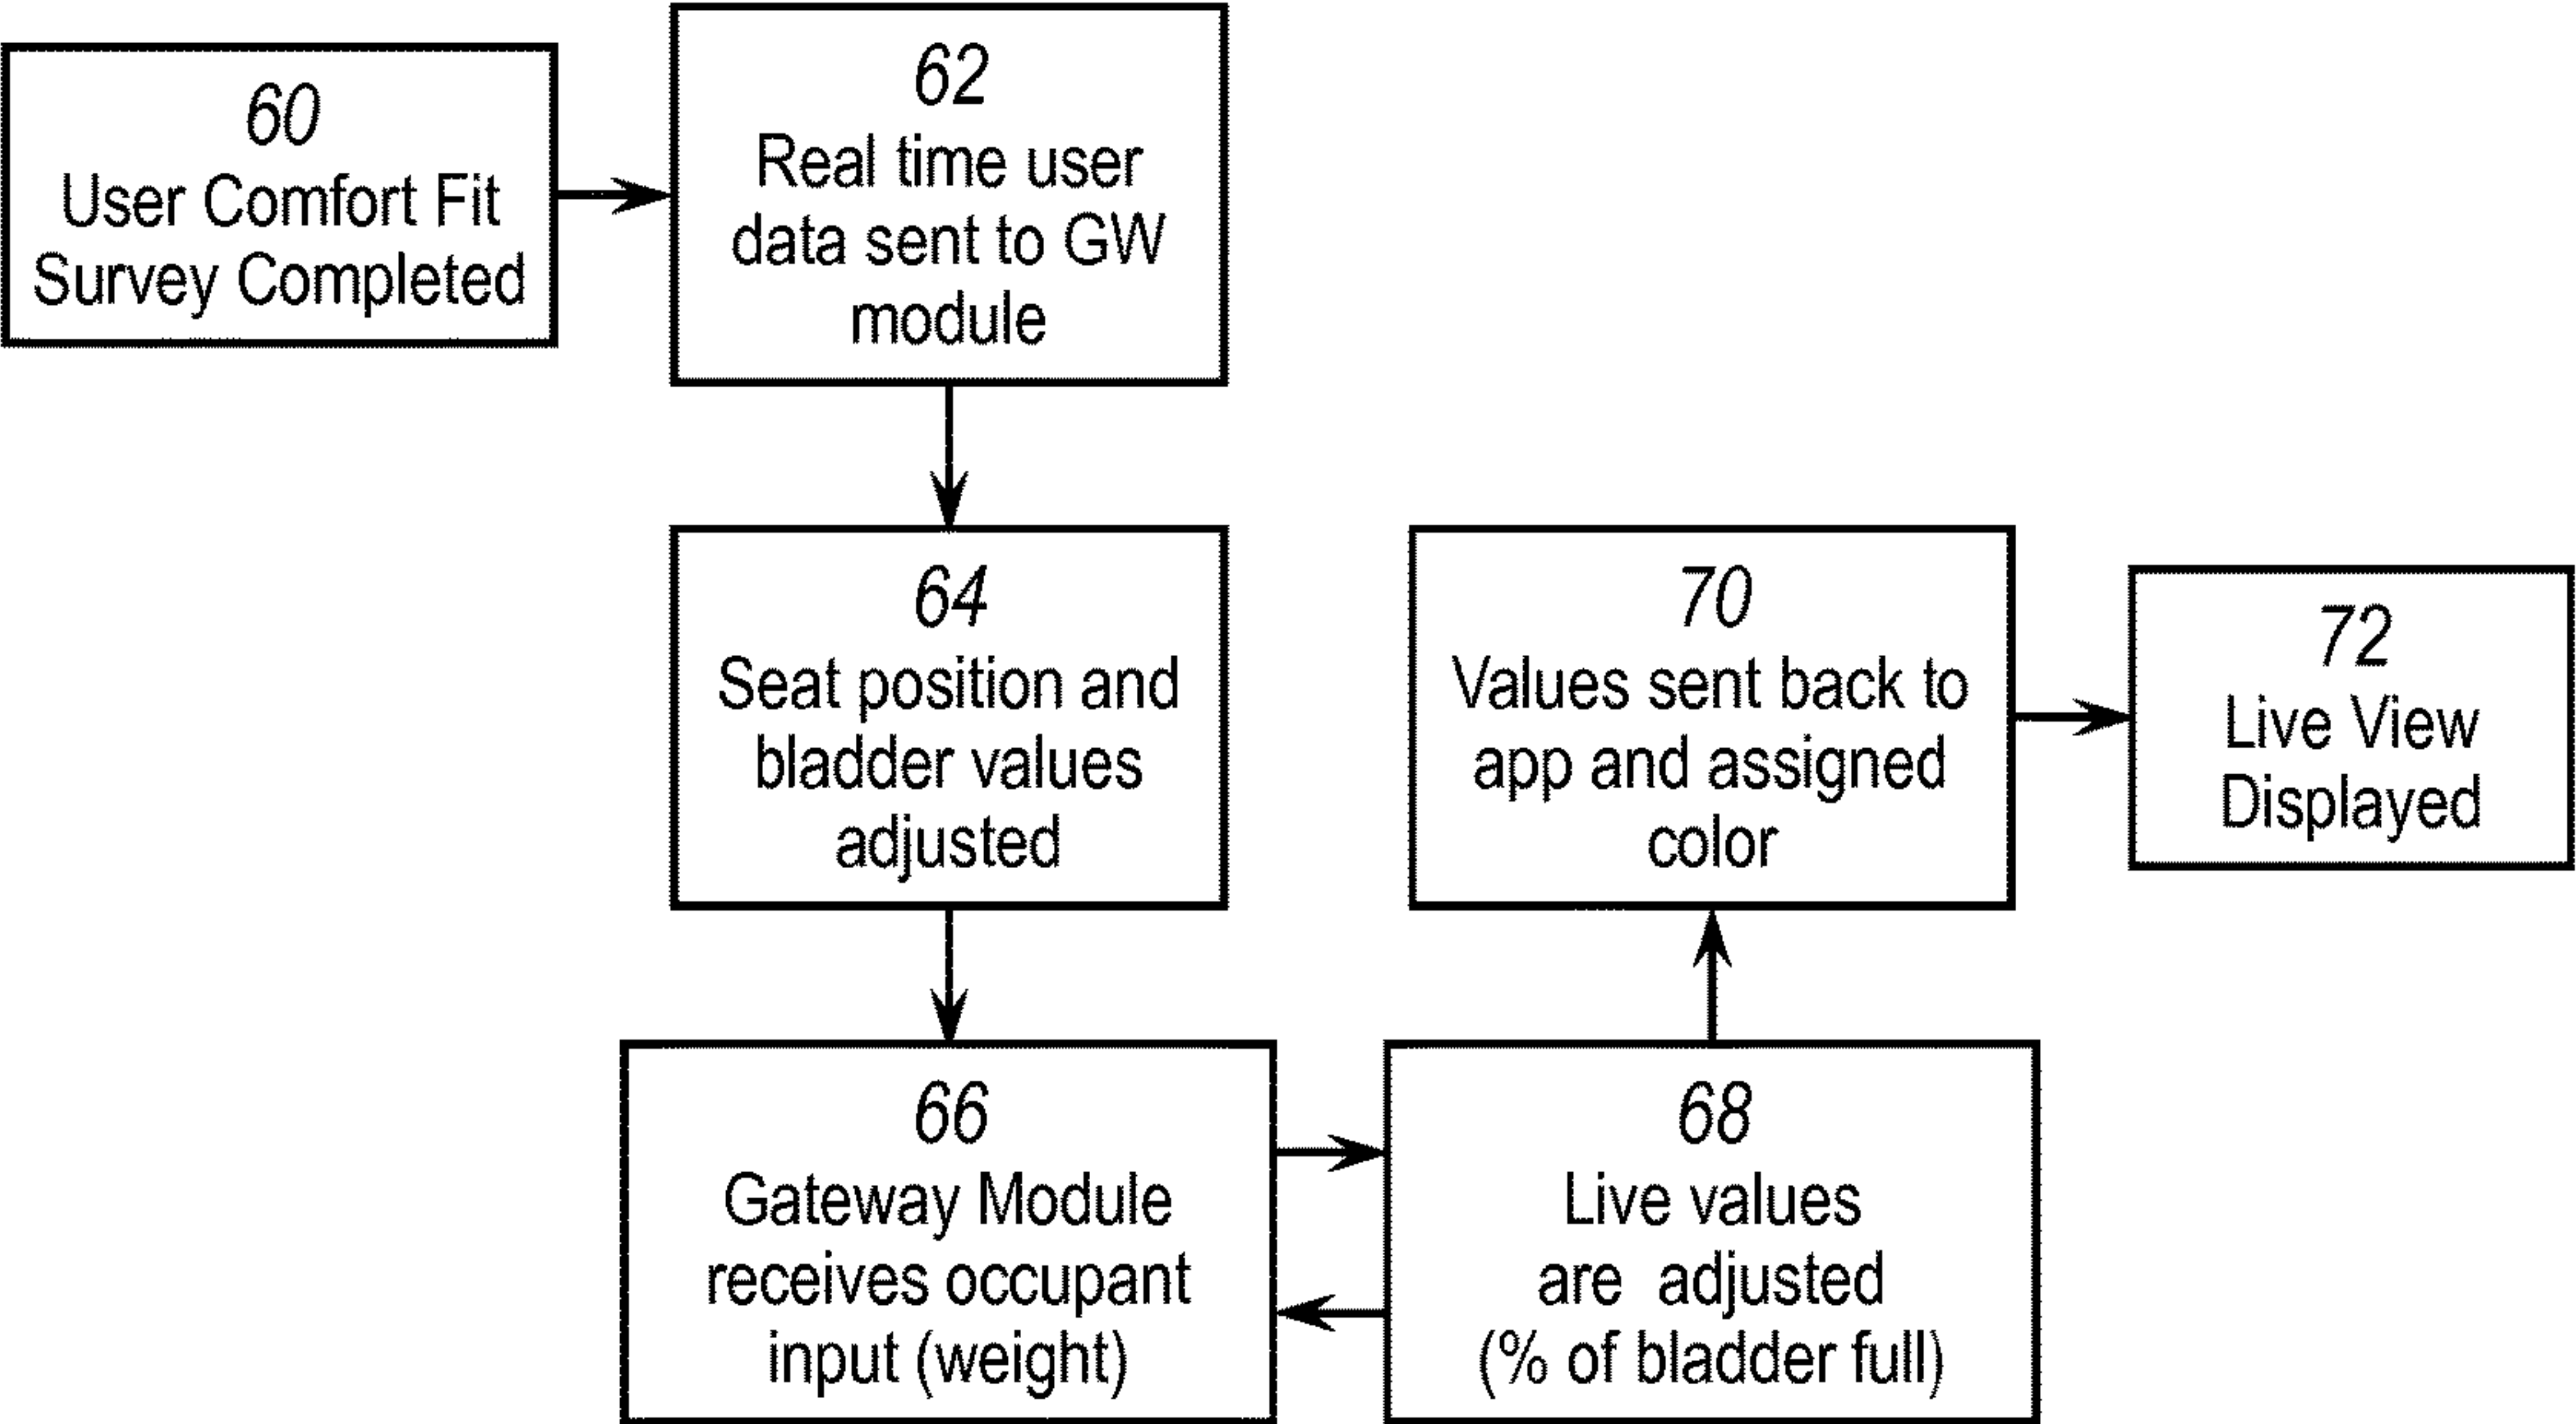 60
User Comfort Fit
Survey Completed
62
Real time user
data sent to GW
module
64
Seat position and
bladder values
adjusted
66
Gateway Module
receives occupant
input (weight)
68
Live values
are adjusted
(% of bladder full)
70
Values sent back to
app and assigned
color
72
Live View
Displayed